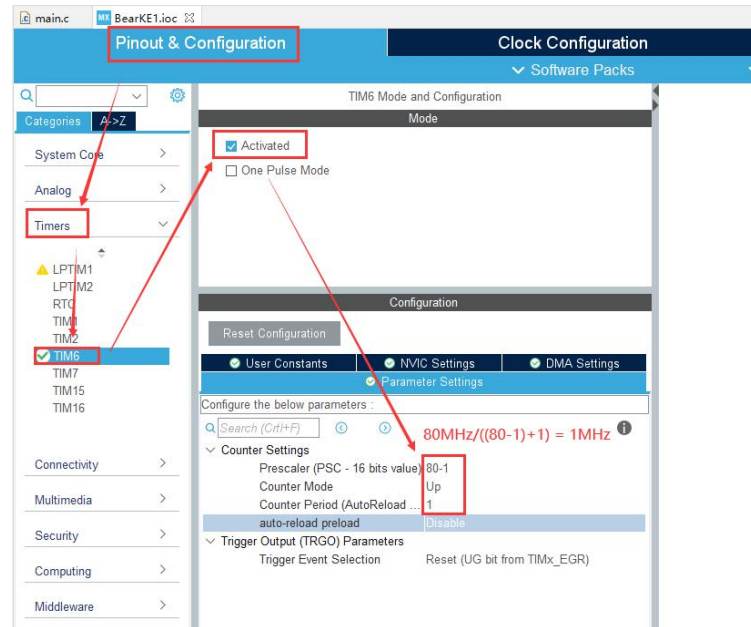 main.c
MX BearKE1.ioc
Pinout & Configuration
Clock Configuration
Software Packs
Categories A->Z
System Core
Analog
Timers
LPTIM1
LPTIM2
RTC
TIM1
TIM2
TIM6
TIM7
TIM15
TIM16
Connectivity
Multimedia
Security
Computing
Middleware
TIM6 Mode and Configuration
Mode
Activated
One Pulse Mode
Configuration
Reset Configuration
User Constants
NVIC Settings
DMA Settings
Parameter Settings
Configure the below parameters :
Search (Crtl+F)
80MHz/((80-1)+1) = 1MHz
Counter Settings
Prescaler (PSC - 16 bits value) 80-1
Counter Mode Up
Counter Period (AutoReload ... 1
auto-reload preload Disable
Trigger Output (TRGO) Parameters
Trigger Event Selection Reset (UG bit from TIMx_EGR)